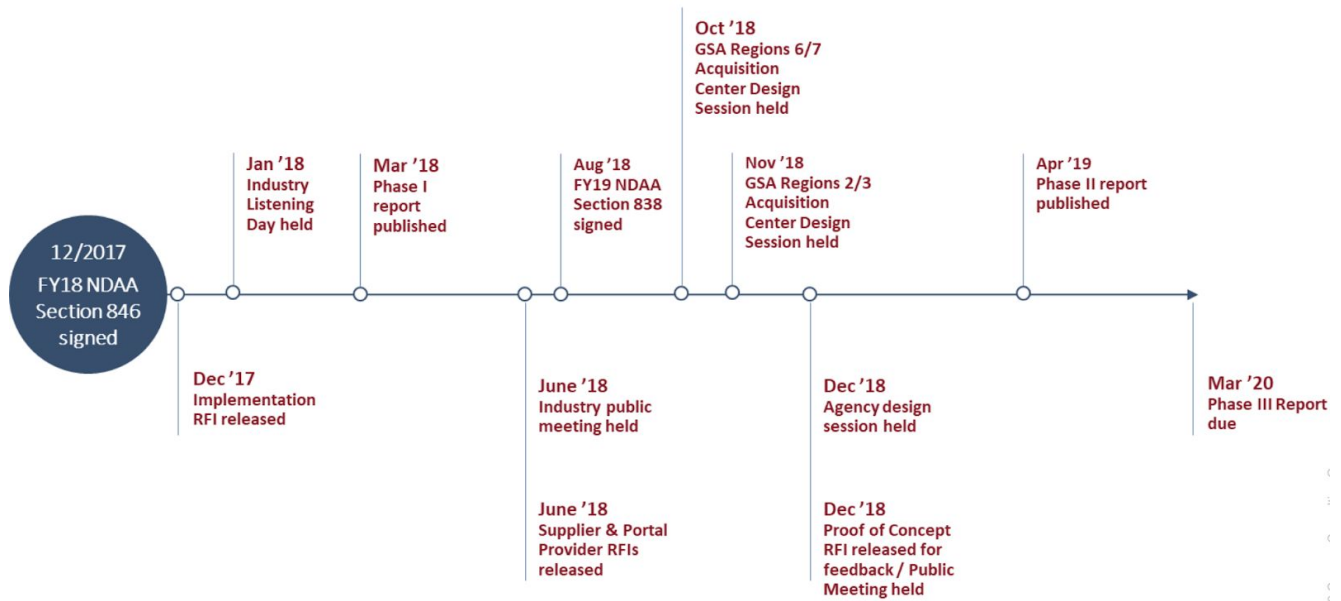 12/2017
FY18 NDAA
Section 846
signed
Dec ’17
Implementation
RFI released
Jan ’18
Industry
Listening
Day held
Mar ’18
Phase I
report
published
June ’18
Industry public
meeting held
June ’18
Supplier & Portal
Provider RFIs
released
Aug ’18
FY19 NDAA
Section 838
signed
Oct ’18
GSA Regions 6/7
Acquisition
Center Design
Session held
Nov ’18
GSA Regions 2/3
Acquisition
Center Design
Session held
Dec ’18
Agency design
session held
Dec ’18
Proof of Concept
RFI released for
feedback / Public
Meeting held
Apr ’19
Phase II report
published
Mar ’20
Phase III Report
due